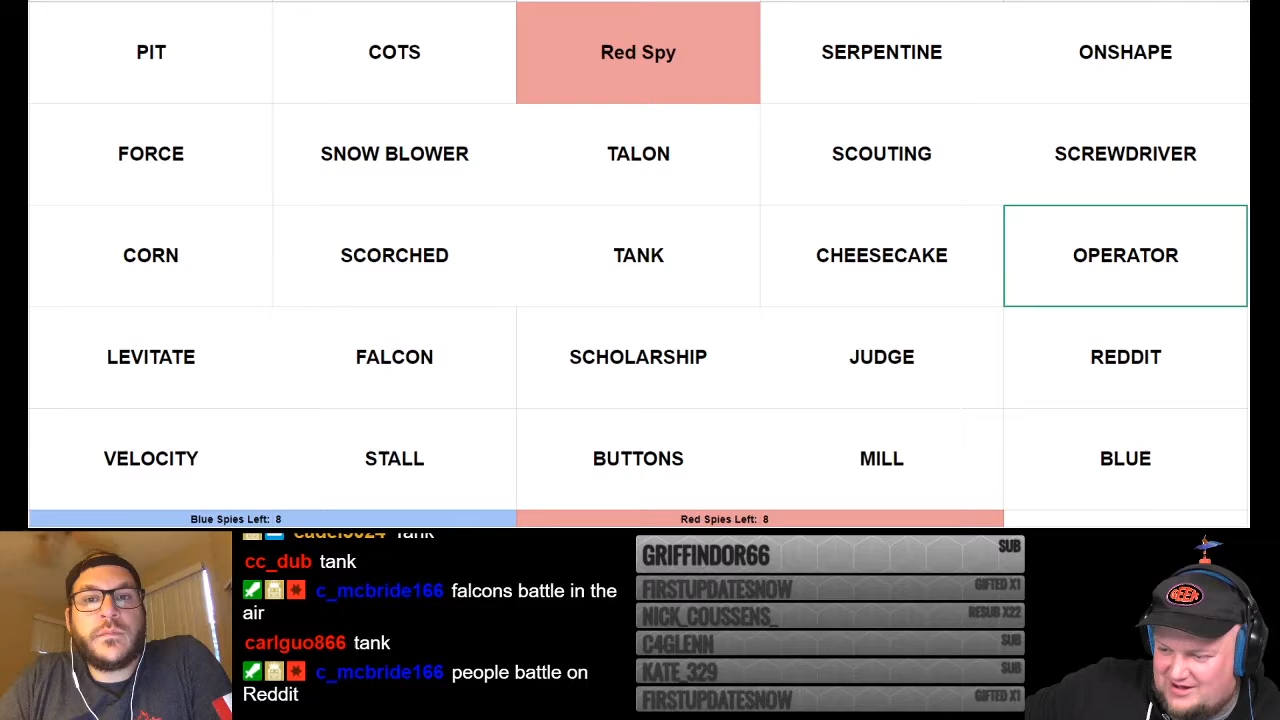 PIT COTS Red Spy SERPENTINE ONSHAPE
FORCE SNOW BLOWER TALON SCOUTING SCREWDRIVER
CORN SCORCHED TANK CHEESECAKE OPERATOR
LEVITATE FALCON SCHOLARSHIP JUDGE REDDIT
VELOCITY STALL BUTTONS MILL BLUE
Blue Spies Left: 8 Red Spies Left: 8
cc_dub tank
c_mcbride166 falcons battle in the
air
carlguo866 tank
c_mcbride166 people battle on
Reddit
GRIFFINDOR66 SUB
FIRSTUPDATESNOW GIFTED X1
NICK_COUSSENS_ RESUB X22
C4GLENN SUB
KATE_329 SUB
FIRSTUPDATESNOW GIFTED X1
GEEK